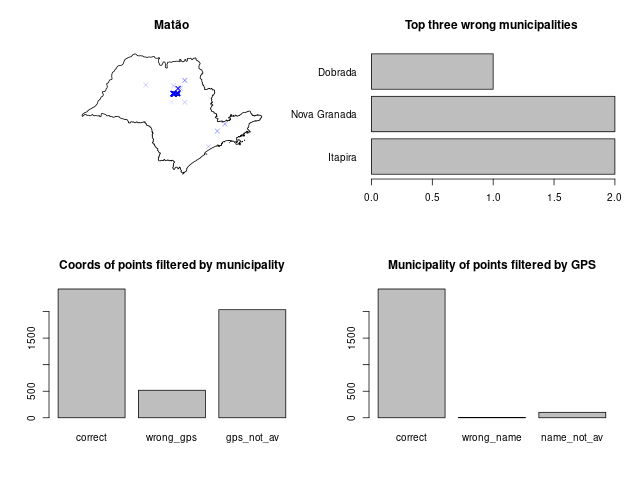 Matão
Top three wrong municipalities
Dobrada
Nova Granada
Itapira
0.0 0.5 1.0 1.5 2.0
Coords of points filtered by municipality
1500
500
0
correct wrong_gps gps_not_av
Municipality of points filtered by GPS
1500
500
0
correct wrong_name name_not_av